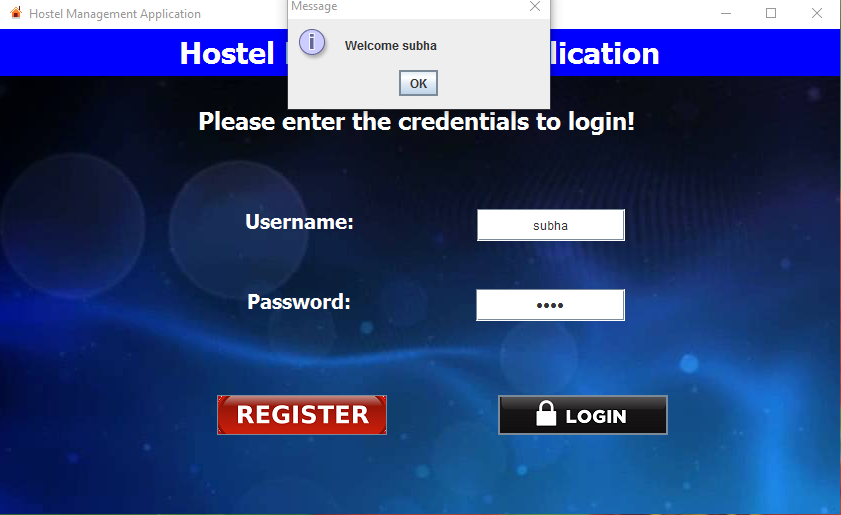 Hostel Management Application
Message
Welcome subha
OK
Hostel lication
Please enter the credentials to login!
Username:
subha
Password:
REGISTER
LOGIN